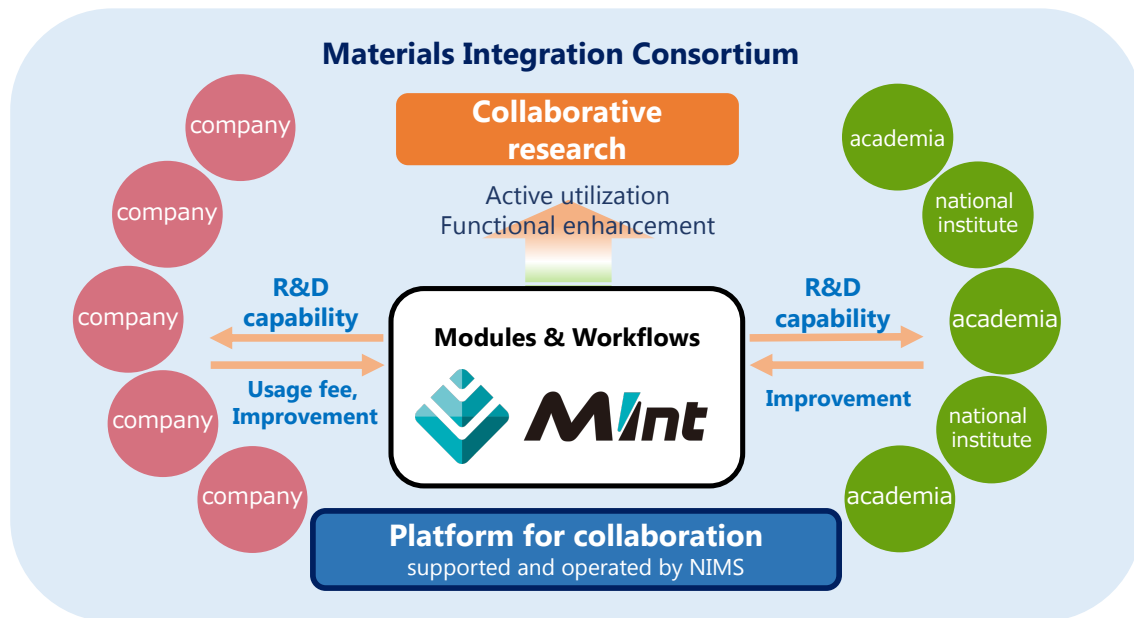 Materials Integration Consortium
Collaborative
research
Active utilization
Functional enhancement
company
company
company
company
company
R&D
capability
Usage fee,
Improvement
Modules & Workflows
Mint
R&D
capability
Improvement
academia
national
institute
academia
national
institute
academia
Platform for collaboration
supported and operated by NIMS